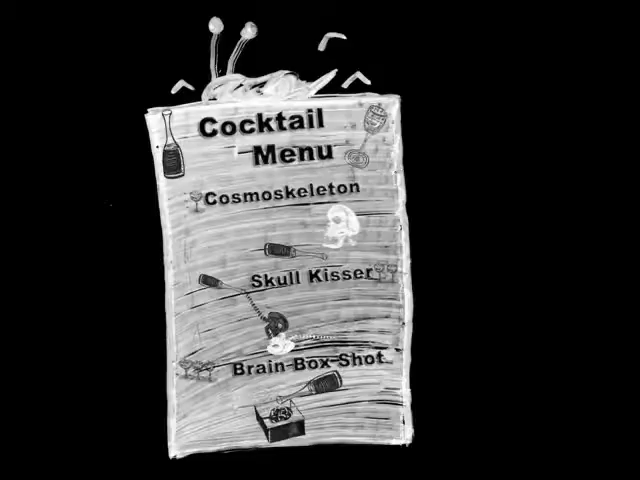 Cocktail
Menu
Cosmoskeleton
Skull Kisser
Brain Box Shot